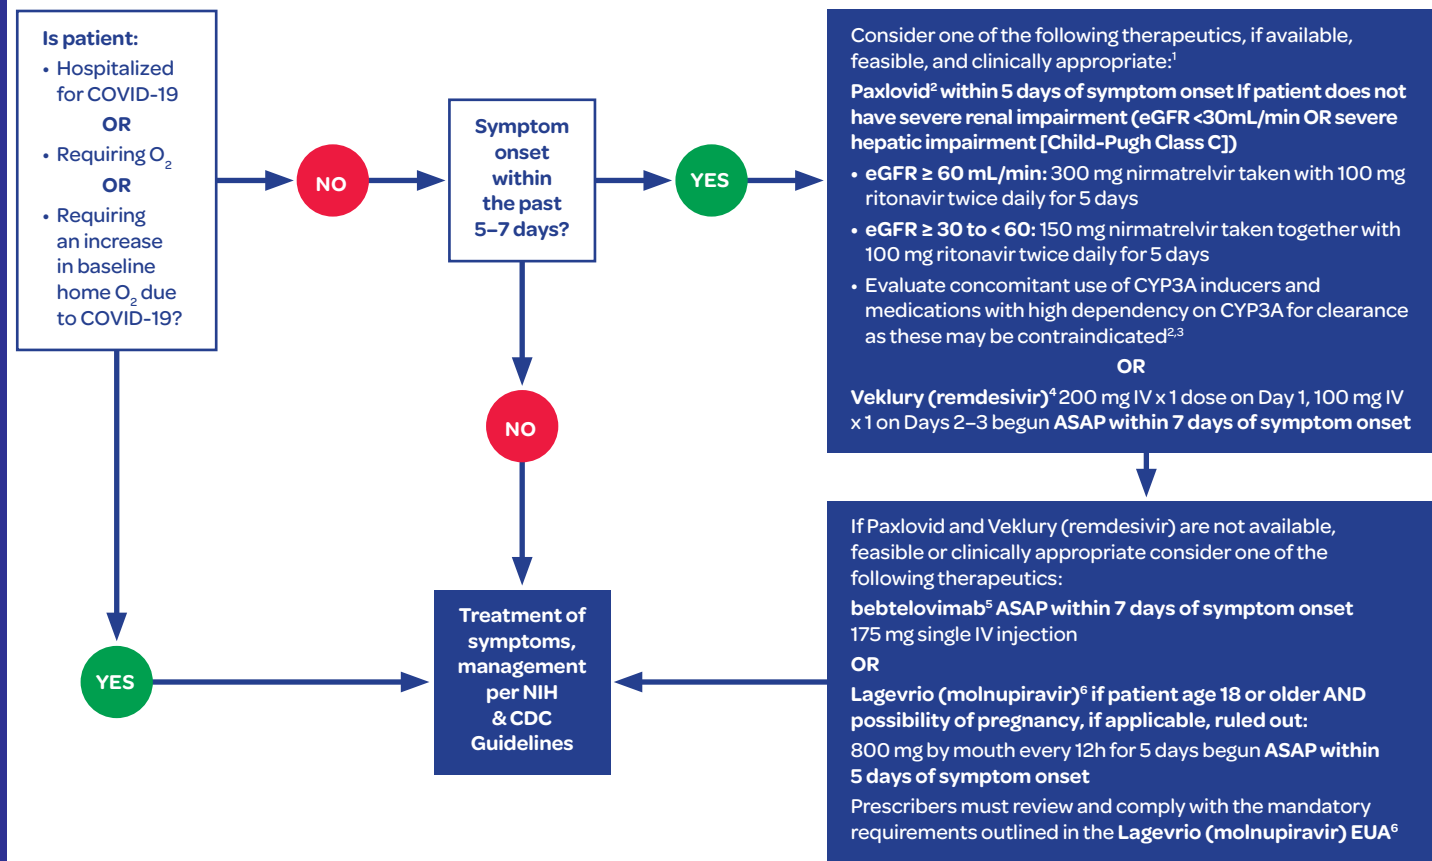 Is patient:
• Hospitalized
for COVID-19
OR
• Requiring O₂
OR
• Requiring
an increase
in baseline
home O₂ due
to COVID-19?
NO
Symptom
onset
within
the past
5–7 days?
YES
Consider one of the following therapeutics, if available,
feasible, and clinically appropriate:¹
Paxlovid² within 5 days of symptom onset If patient does not
have severe renal impairment (eGFR <30mL/min OR severe
hepatic impairment [Child-Pugh Class C])
• eGFR ≥ 60 mL/min: 300 mg nirmatrelvir taken with 100 mg
ritonavir twice daily for 5 days
• eGFR ≥ 30 to < 60: 150 mg nirmatrelvir taken together with
100 mg ritonavir twice daily for 5 days
• Evaluate concomitant use of CYP3A inducers and
medications with high dependency on CYP3A for clearance
as these may be contraindicated²,³
OR
Veklury (remdesivir)⁴ 200 mg IV x 1 dose on Day 1, 100 mg IV
x 1 on Days 2–3 begun ASAP within 7 days of symptom onset
NO
If Paxlovid and Veklury (remdesivir) are not available,
feasible or clinically appropriate consider one of the
following therapeutics:
bebtelovimab⁵ ASAP within 7 days of symptom onset
175 mg single IV injection
OR
Lagevrio (molnupiravir)⁶ if patient age 18 or older AND
possibility of pregnancy, if applicable, ruled out:
800 mg by mouth every 12h for 5 days begun ASAP within
5 days of symptom onset
Prescribers must review and comply with the mandatory
requirements outlined in the Lagevrio (molnupiravir) EUA⁶
YES
Treatment of
symptoms,
management
per NIH
& CDC
Guidelines